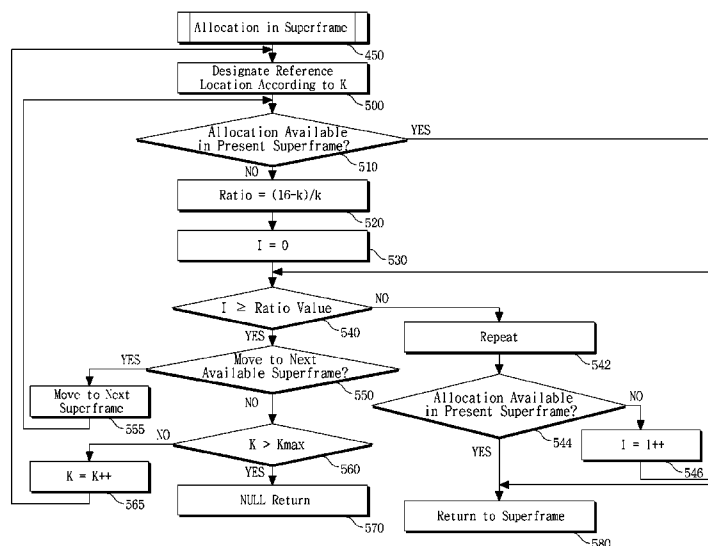 Allocation in Superframe
450
Designate Reference
Location According to K
500
Allocation Available
in Present Superframe?
YES
510
NO
Ratio = (16-k)/k
520
I = 0
530
I ≥ Ratio Value
NO
540
YES
Repeat
542
YES
Move to Next
Available Superframe?
550
Move to Next
Superframe
555
NO
Allocation Available
in Present Superframe?
NO
544
YES
I = I++
546
NO
K > Kmax
560
YES
K = K++
565
NULL Return
570
Return to Superframe
580